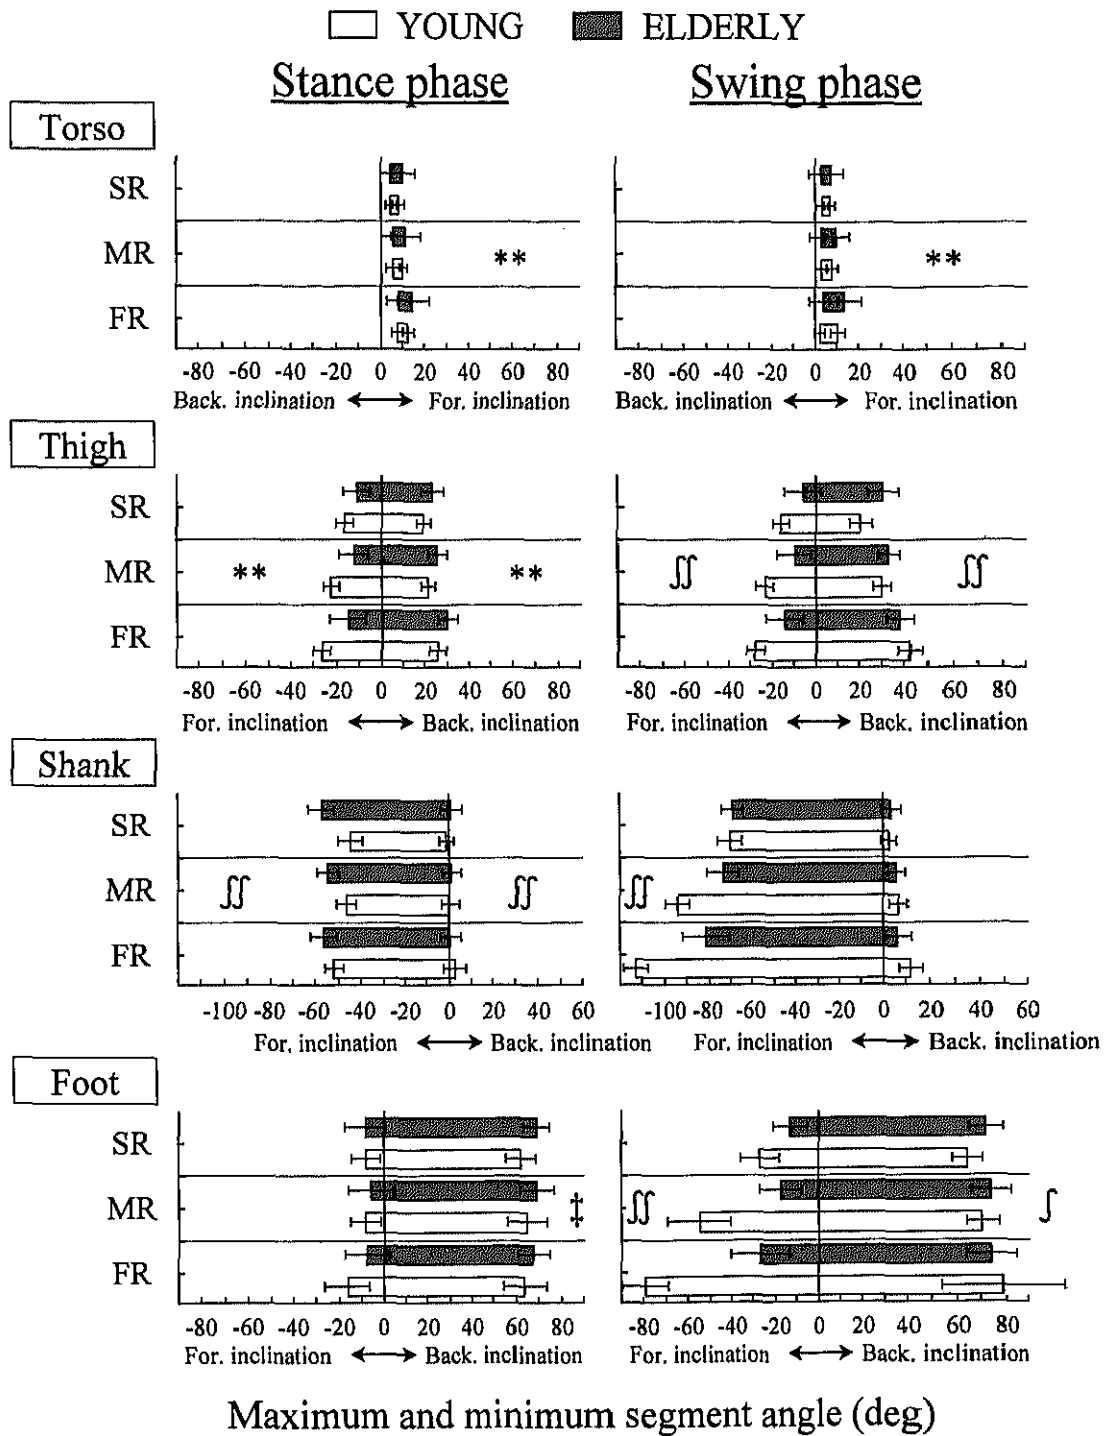 YOUNG ELDERLY
Stance phase Swing phase
Torso
SR
MR ** **
FR
-80 -60 -40 -20 0 20 40 60 80 -80 -60 -40 -20 0 20 40 60 80
Back. inclination ↔ For. inclination Back. inclination ↔ For. inclination
Thigh
SR
MR ** ** ∫∫ ∫∫
FR
-80 -60 -40 -20 0 20 40 60 80 -80 -60 -40 -20 0 20 40 60 80
For. inclination ↔ Back. inclination For. inclination ↔ Back. inclination
Shank
SR
MR ∫∫ ∫∫ ∫∫
FR
-100 -80 -60 -40 -20 0 20 40 60 -100 -80 -60 -40 -20 0 20 40 60
For. inclination ↔ Back. inclination For. inclination ↔ Back. inclination
Foot
SR
MR ‡ ∫∫ ∫
FR
-80 -60 -40 -20 0 20 40 60 80 -80 -60 -40 -20 0 20 40 60 80
For. inclination ↔ Back. inclination For. inclination ↔ Back. inclination
Maximum and minimum segment angle (deg)